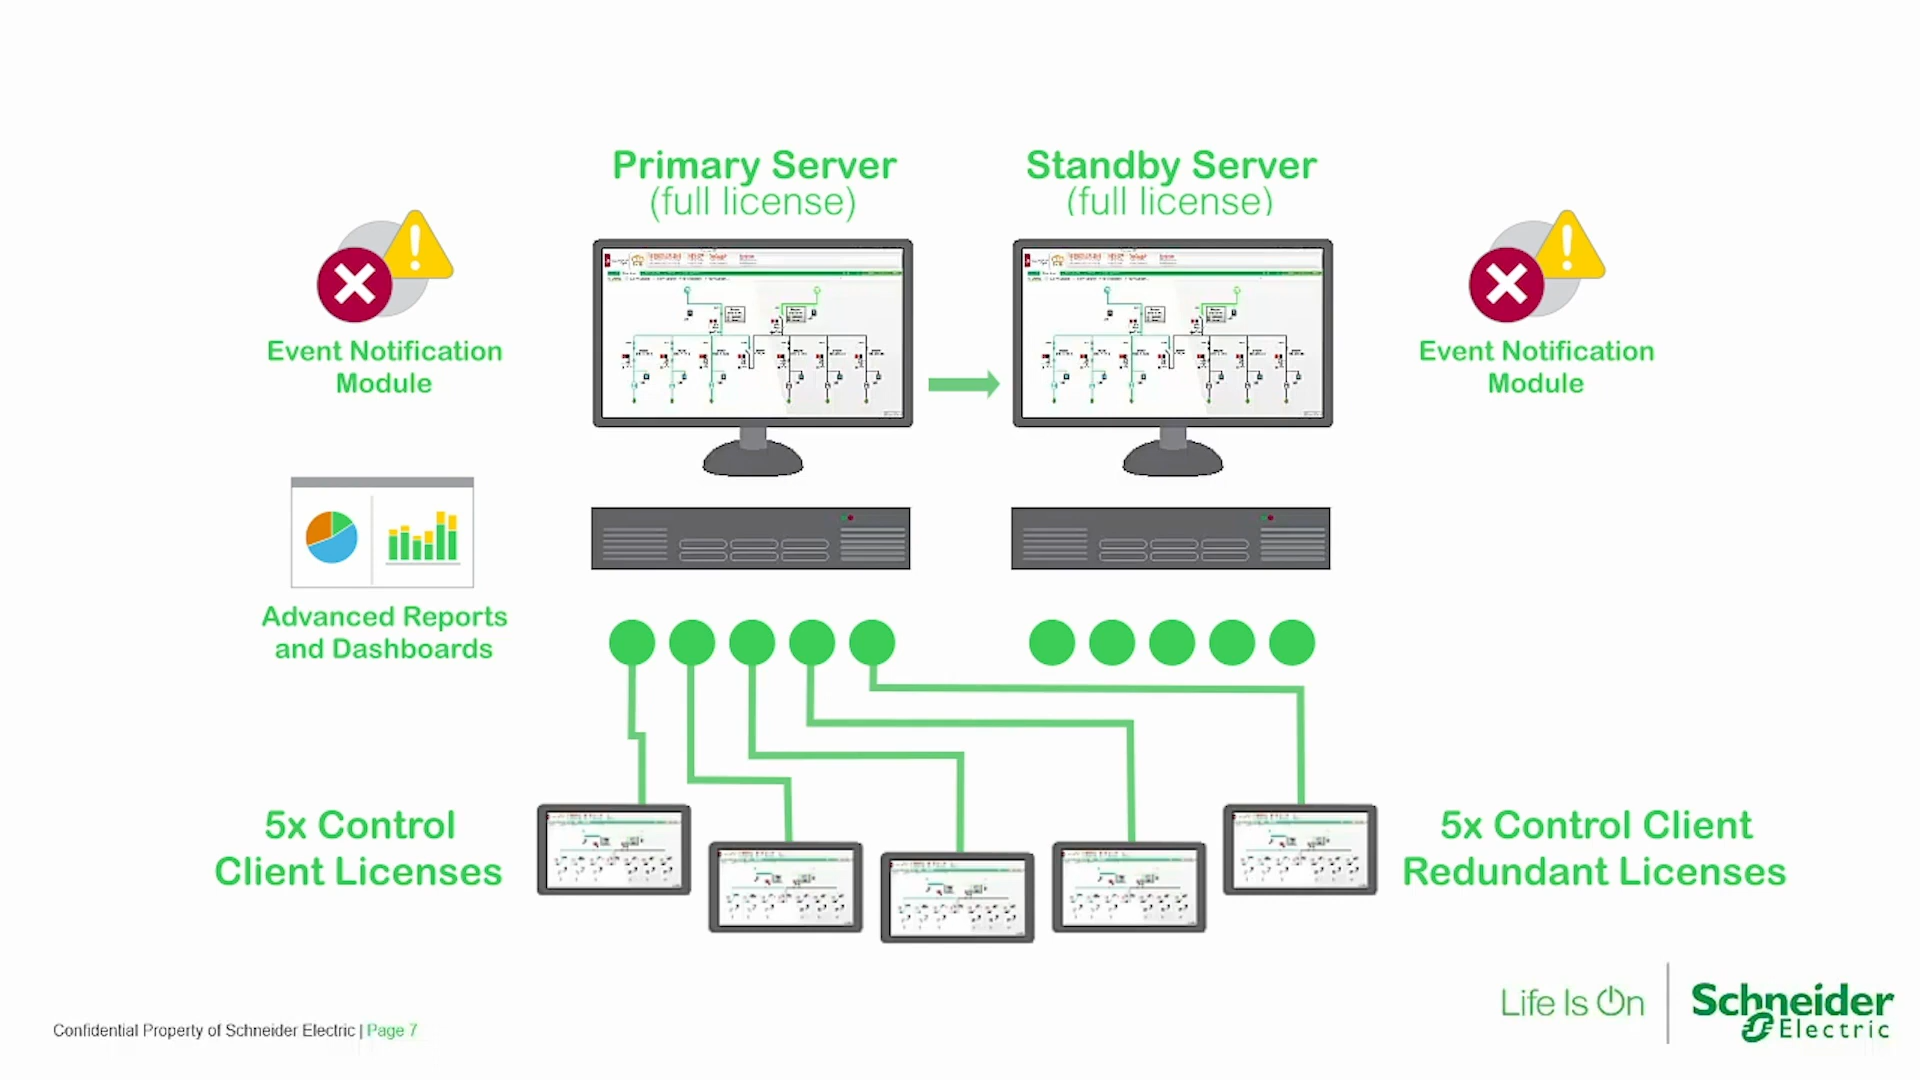 Primary Server
(full license)
Standby Server
(full license)
Event Notification
Module
Event Notification
Module
Advanced Reports
and Dashboards
5x Control
Client Licenses
5x Control Client
Redundant Licenses
Life Is On
Schneider
Electric
Confidential Property of Schneider Electric | Page 7